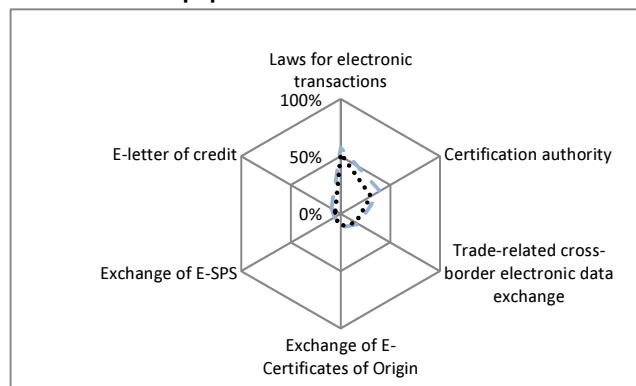 Laws for electronic
transactions
100%
E-letter of credit
50%
Certification authority
0%
Exchange of E-SPS
Trade-related cross-
border electronic data
exchange
Exchange of E-
Certificates of Origin